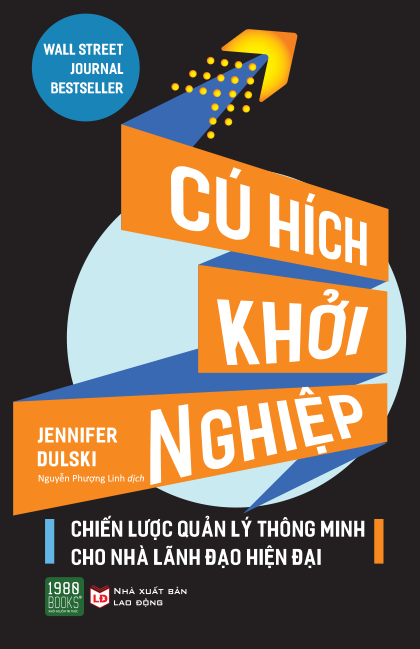 WALL STREET
JOURNAL
BESTSELLER
CÚ HÍCH
KHỞI
NGHIỆP
JENNIFER
DULSKI
Nguyễn Phượng Linh dịch
CHIẾN LƯỢC QUẢN LÝ THÔNG MINH
CHO NHÀ LÃNH ĐẠO HIỆN ĐẠI
1980
BOOKS
LĐ
NHÀ XUẤT BẢN
LAO ĐỘNG